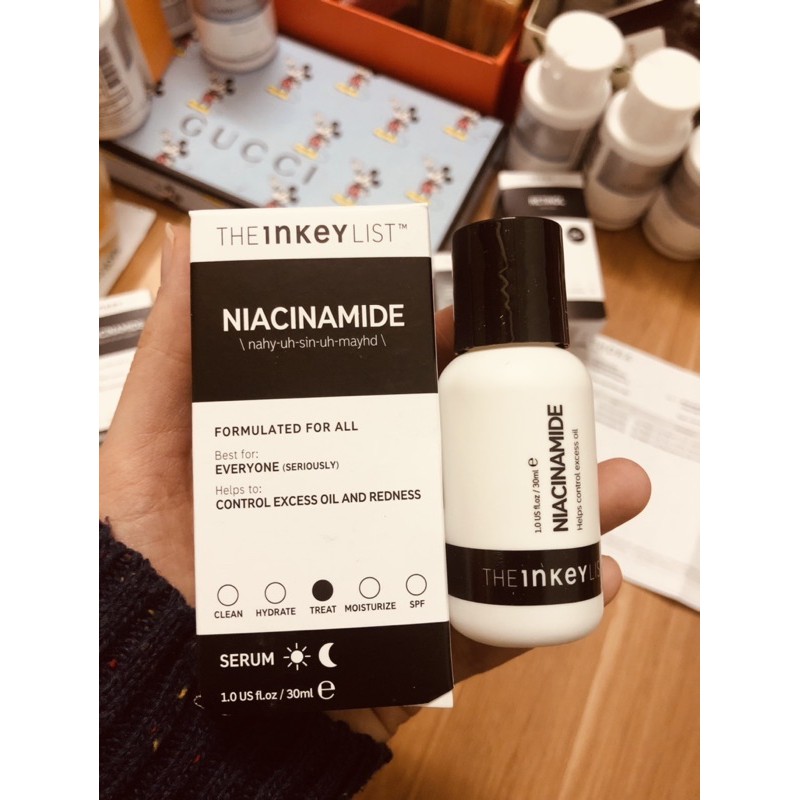 GUCCI
THE INKEY LIST™
NIACINAMIDE
\ nahy-uh-sin-uh-mayhd \
FORMULATED FOR ALL
Best for:
EVERYONE (SERIOUSLY)
Helps to:
CONTROL EXCESS OIL AND REDNESS
CLEAN HYDRATE TREAT MOISTURIZE SPF
SERUM
1.0 US fl.oz / 30ml ℮
1.0 US fl.oz / 30ml ℮
NIACINAMIDE
Helps control excess oil
THE INKEY LIS
RETINOL